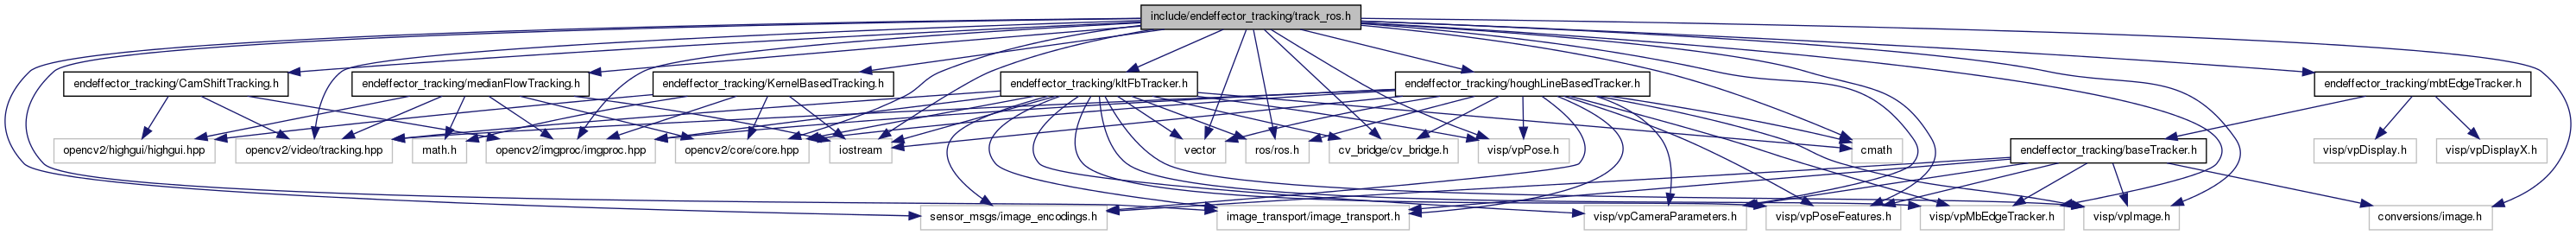 include/endeffector_tracking/track_ros.h
endeffector_tracking/CamShiftTracking.h
endeffector_tracking/medianFlowTracking.h
endeffector_tracking/KernelBasedTracking.h
endeffector_tracking/kltFbTracker.h
endeffector_tracking/houghLineBasedTracker.h
endeffector_tracking/mbtEdgeTracker.h
opencv2/highgui/highgui.hpp
opencv2/video/tracking.hpp
math.h
opencv2/imgproc/imgproc.hpp
opencv2/core/core.hpp
iostream
vector
ros/ros.h
cv_bridge/cv_bridge.h
visp/vpPose.h
cmath
endeffector_tracking/baseTracker.h
visp/vpDisplay.h
visp/vpDisplayX.h
sensor_msgs/image_encodings.h
image_transport/image_transport.h
visp/vpCameraParameters.h
visp/vpPoseFeatures.h
visp/vpMbEdgeTracker.h
visp/vpImage.h
conversions/image.h